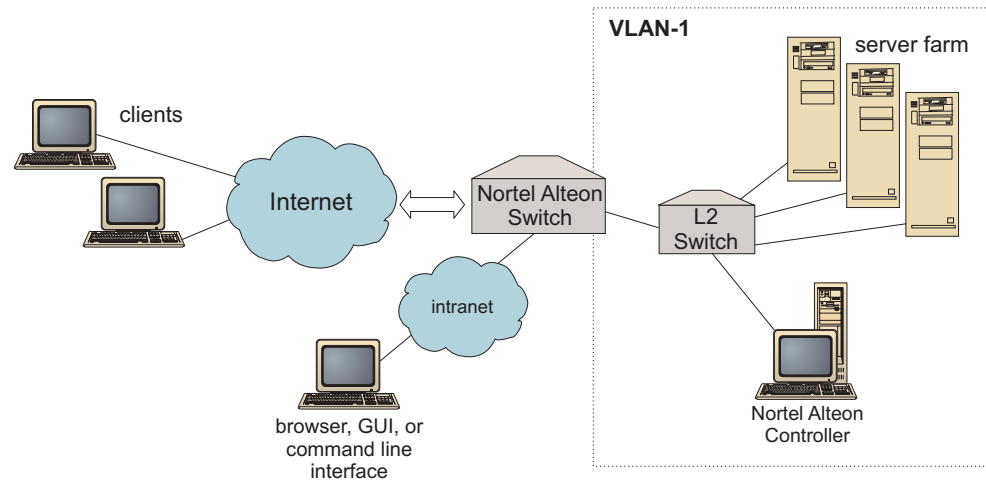 VLAN-1
server farm
clients
Internet
Nortel Alteon
Switch
L2
Switch
intranet
browser, GUI, or
command line
interface
Nortel Alteon
Controller